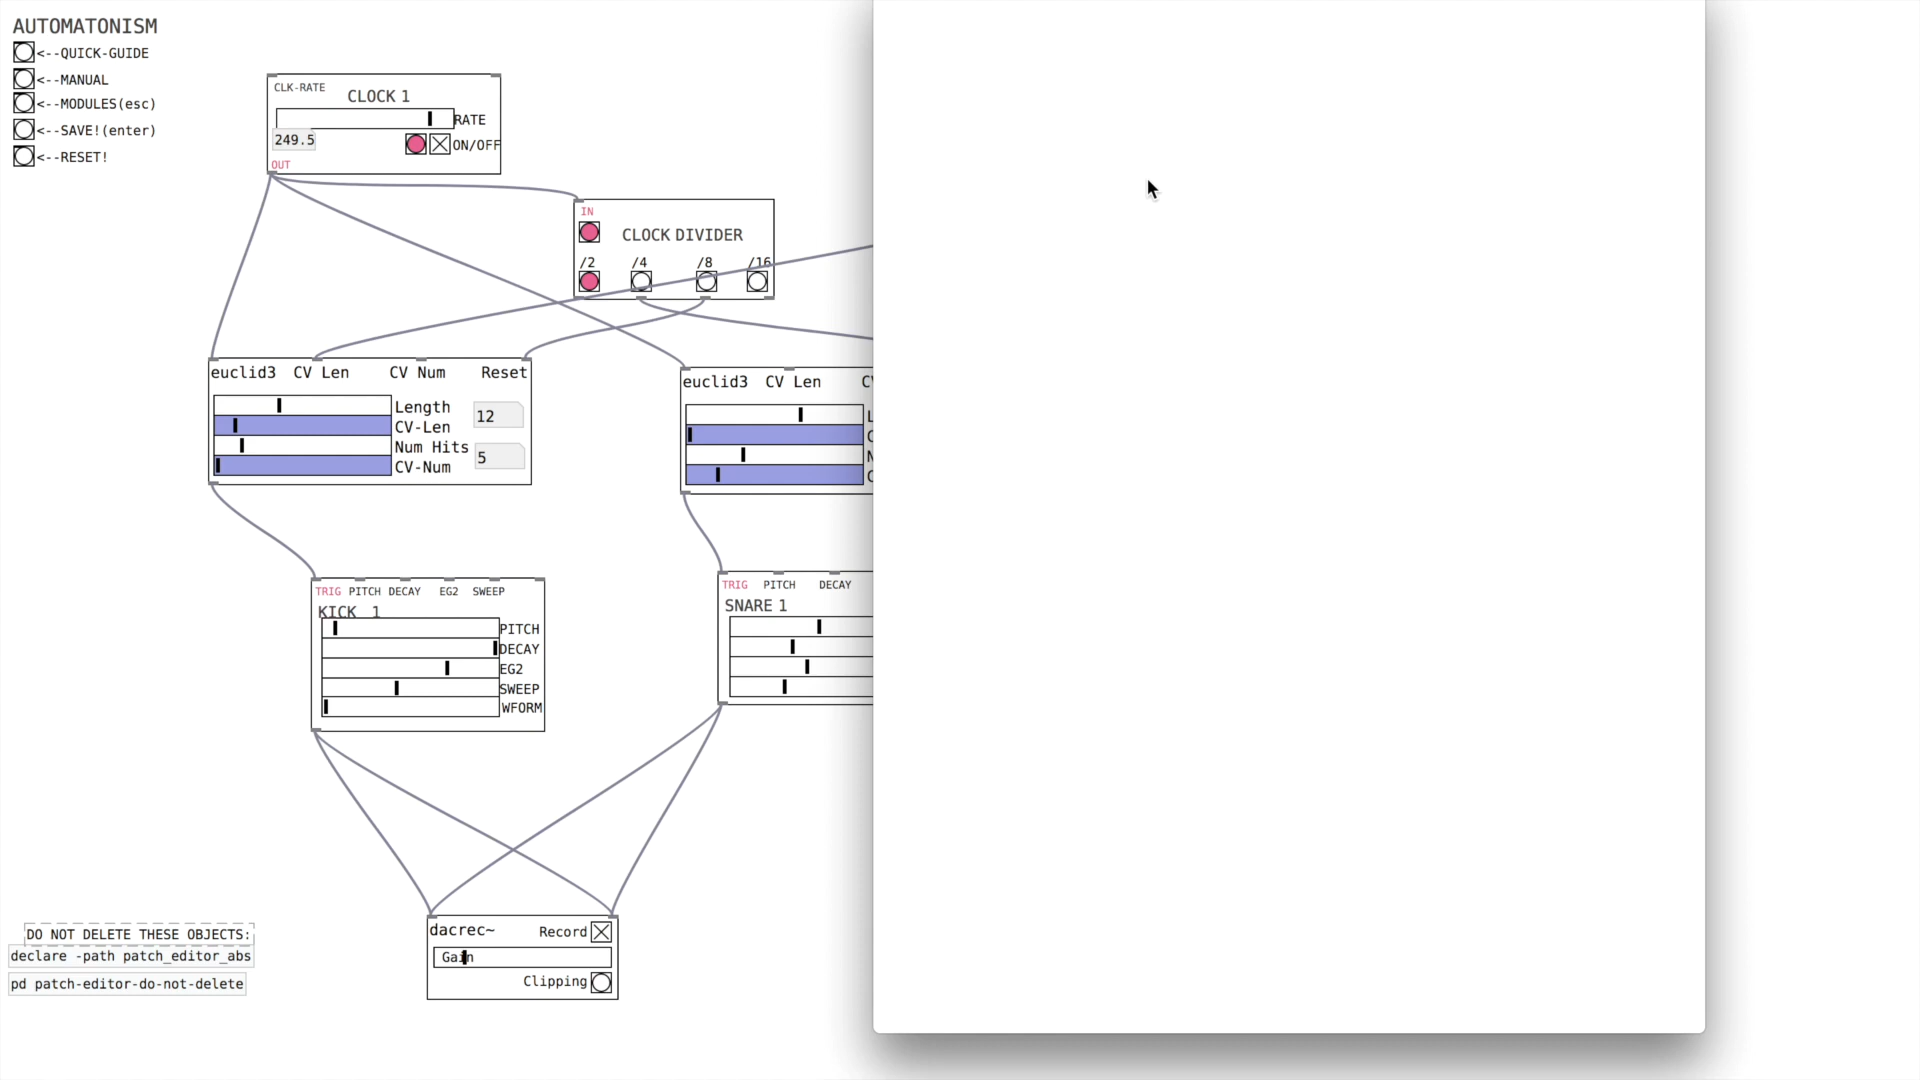 AUTOMATONISM
<--QUICK-GUIDE
<--MANUAL
<--MODULES(esc)
<--SAVE!(enter)
<--RESET!
CLK-RATE
CLOCK 1
RATE
249.5
ON/OFF
OUT
IN
CLOCK DIVIDER
/2 /4 /8 /16
euclid3 CV Len CV Num Reset
Length
12
CV-Len
Num Hits
5
CV-Num
euclid3 CV Len
TRIG PITCH DECAY EG2 SWEEP
KICK 1
PITCH
DECAY
EG2
SWEEP
WFORM
TRIG PITCH DECAY
SNARE 1
dacrec~ Record
Gain
Clipping
DO NOT DELETE THESE OBJECTS:
declare -path patch_editor_abs
pd patch-editor-do-not-delete